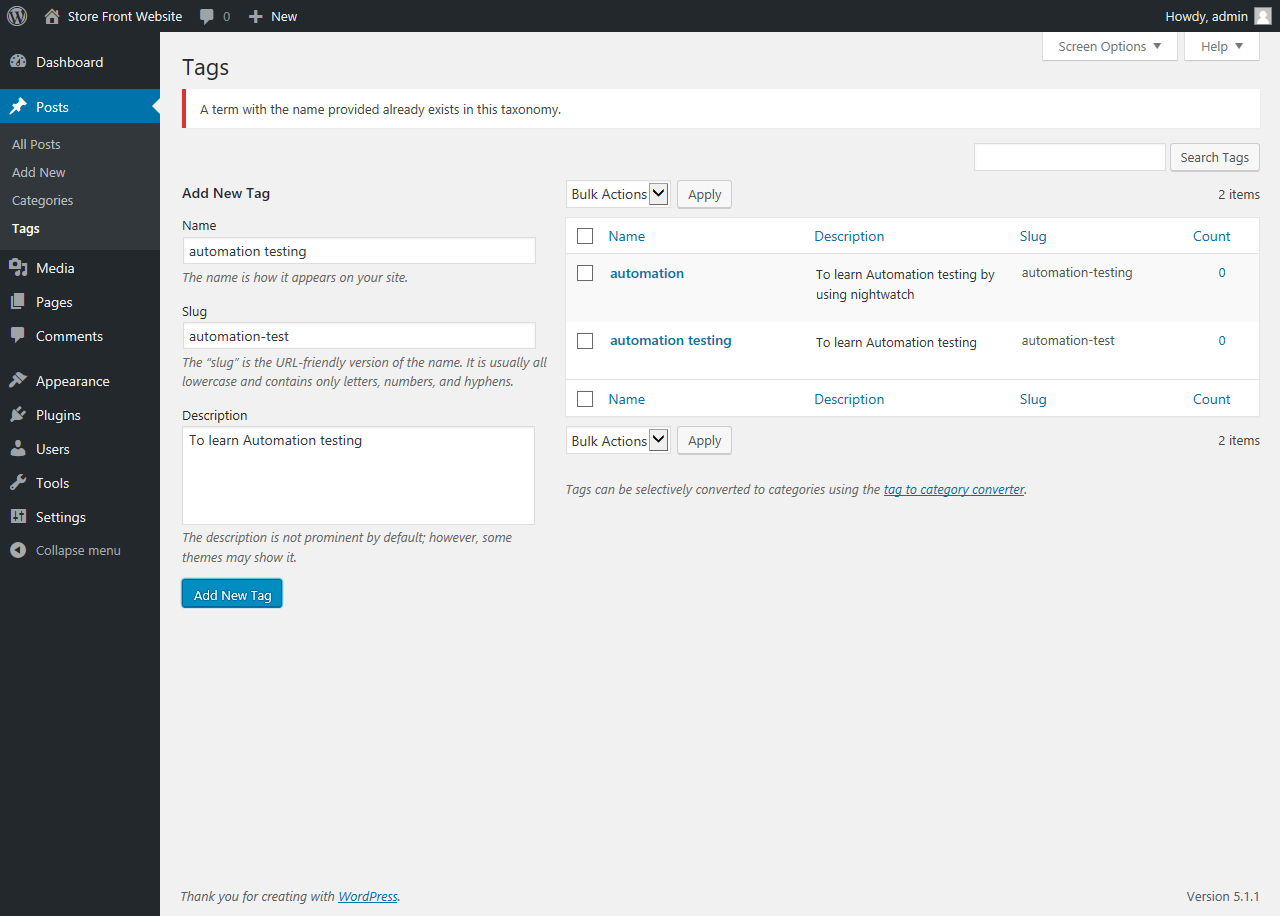 Store Front Website 0 New Howdy, admin
Screen Options Help
Dashboard
Posts
All Posts
Add New
Categories
Tags
Media
Pages
Comments
Appearance
Plugins
Users
Tools
Settings
Collapse menu
Tags
A term with the name provided already exists in this taxonomy.
Search Tags
Add New Tag
Name
automation testing
The name is how it appears on your site.
Slug
automation-test
The “slug” is the URL-friendly version of the name. It is usually all
lowercase and contains only letters, numbers, and hyphens.
Description
To learn Automation testing
The description is not prominent by default; however, some
themes may show it.
Add New Tag
Bulk Actions Apply 2 items
Name Description Slug Count
automation To learn Automation testing by automation-testing 0
using nightwatch
automation testing To learn Automation testing automation-test 0
Name Description Slug Count
Bulk Actions Apply 2 items
Tags can be selectively converted to categories using the tag to category converter.
Thank you for creating with WordPress. Version 5.1.1